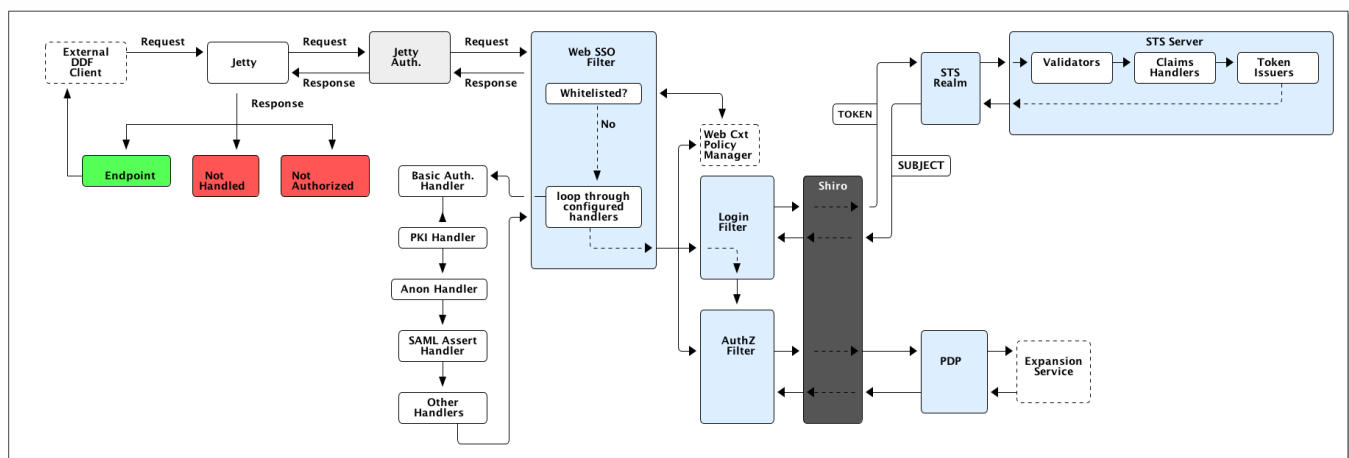 External
DDF
Client
Request
Jetty
Request
Response
Jetty
Auth.
Request
Response
Web SSO
Filter
Whitelisted?
No
loop through
configured
handlers
Response
Endpoint
Not
Handled
Not
Authorized
Basic Auth.
Handler
PKI Handler
Anon Handler
SAML Assert
Handler
Other
Handlers
Web Cxt
Policy
Manager
Login
Filter
AuthZ
Filter
Shiro
TOKEN
SUBJECT
STS
Realm
STS Server
Validators
Claims
Handlers
Token
Issuers
PDP
Expansion
Service